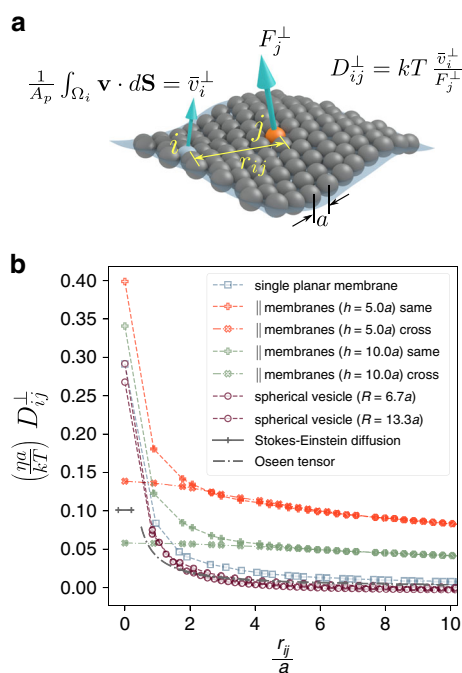 a
F_j^⊥
1/A_p ∫_{Ω_i} v · dS = v̄_i^⊥
D_{ij}^⊥ = kT v̄_i^⊥/F_j^⊥
i
j
r_{ij}
a
b
0.40
0.35
0.30
0.25
0.20
0.15
0.10
0.05
0.00
(ηa/kT) D_{ij}^⊥
single planar membrane
|| membranes (h = 5.0a) same
|| membranes (h = 5.0a) cross
|| membranes (h = 10.0a) same
|| membranes (h = 10.0a) cross
spherical vesicle (R = 6.7a)
spherical vesicle (R = 13.3a)
Stokes-Einstein diffusion
Oseen tensor
0 2 4 6 8 10
r_{ij}/a